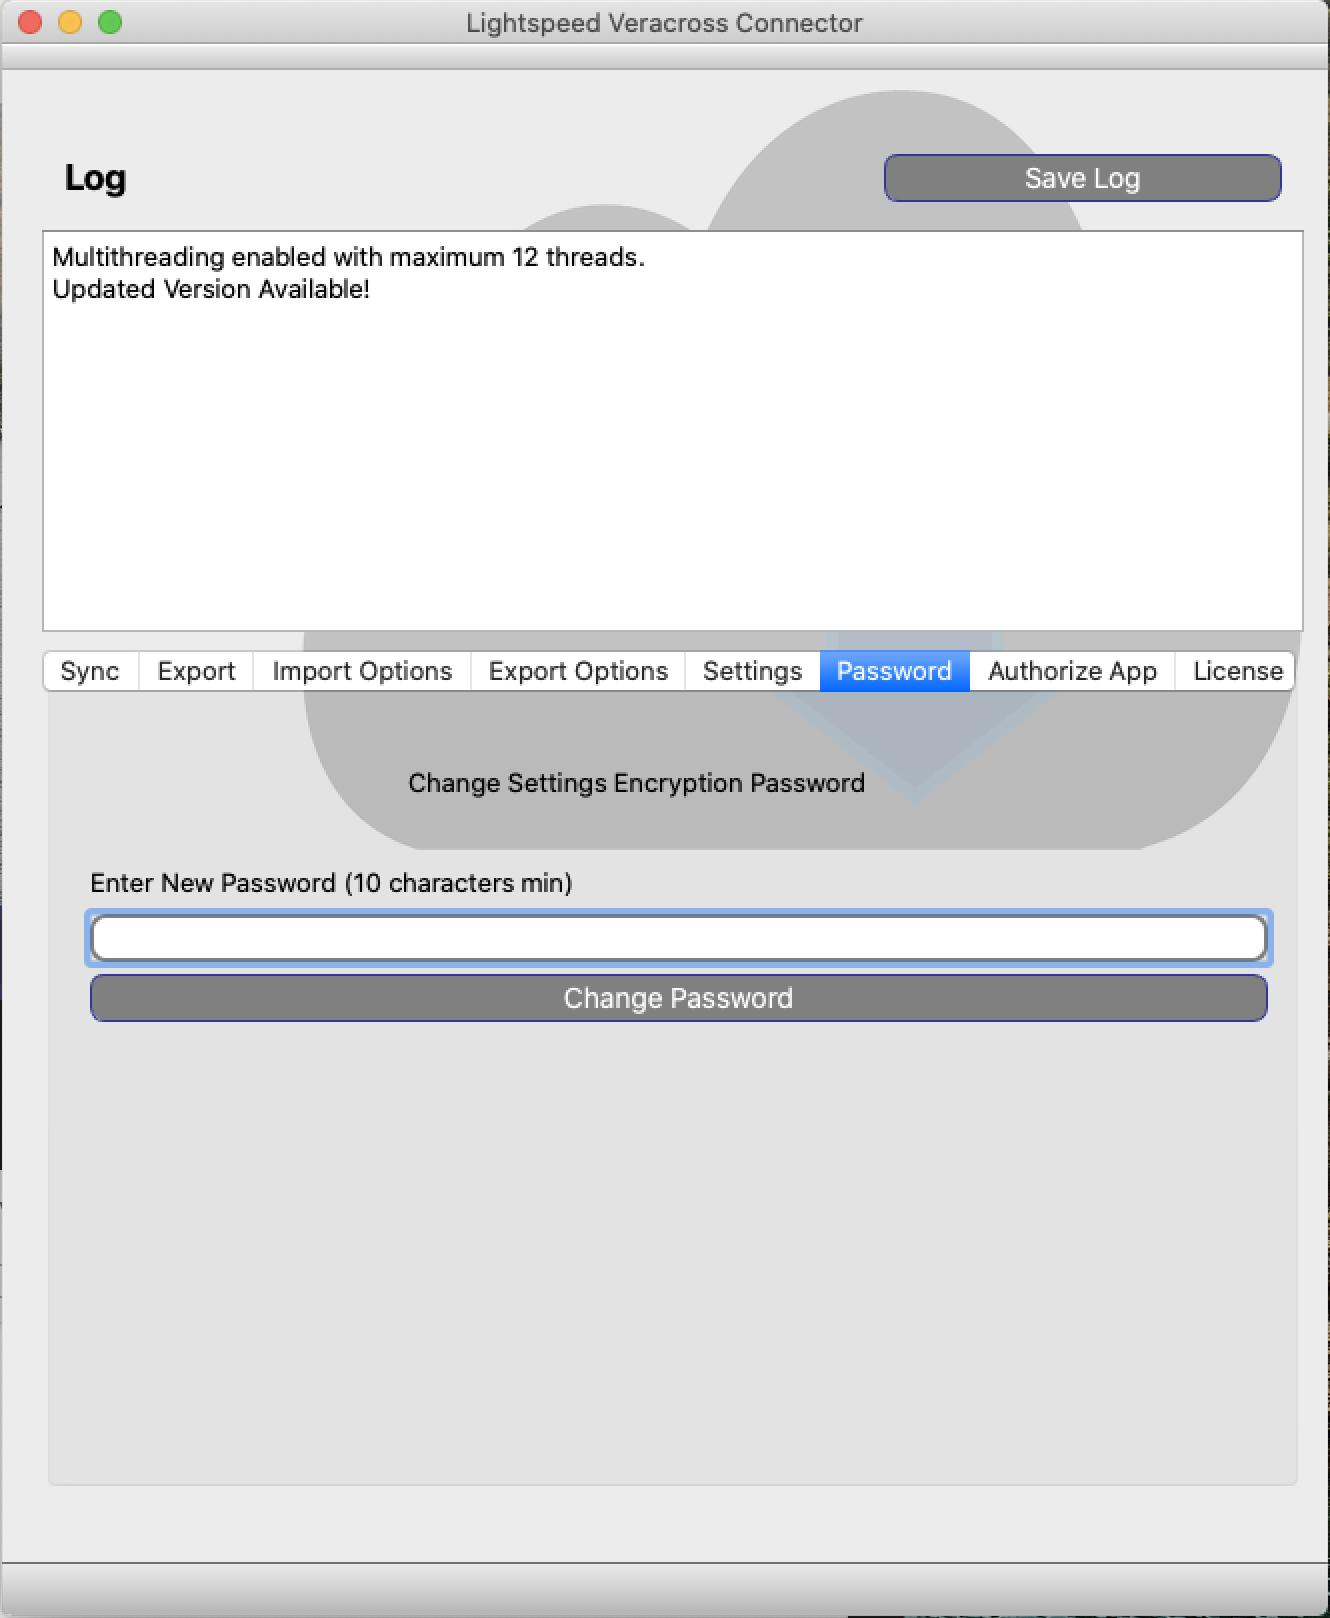 Lightspeed Veracross Connector
Log
Save Log
Multithreading enabled with maximum 12 threads.
Updated Version Available!
Sync Export Import Options Export Options Settings Password Authorize App License
Change Settings Encryption Password
Enter New Password (10 characters min)
Change Password